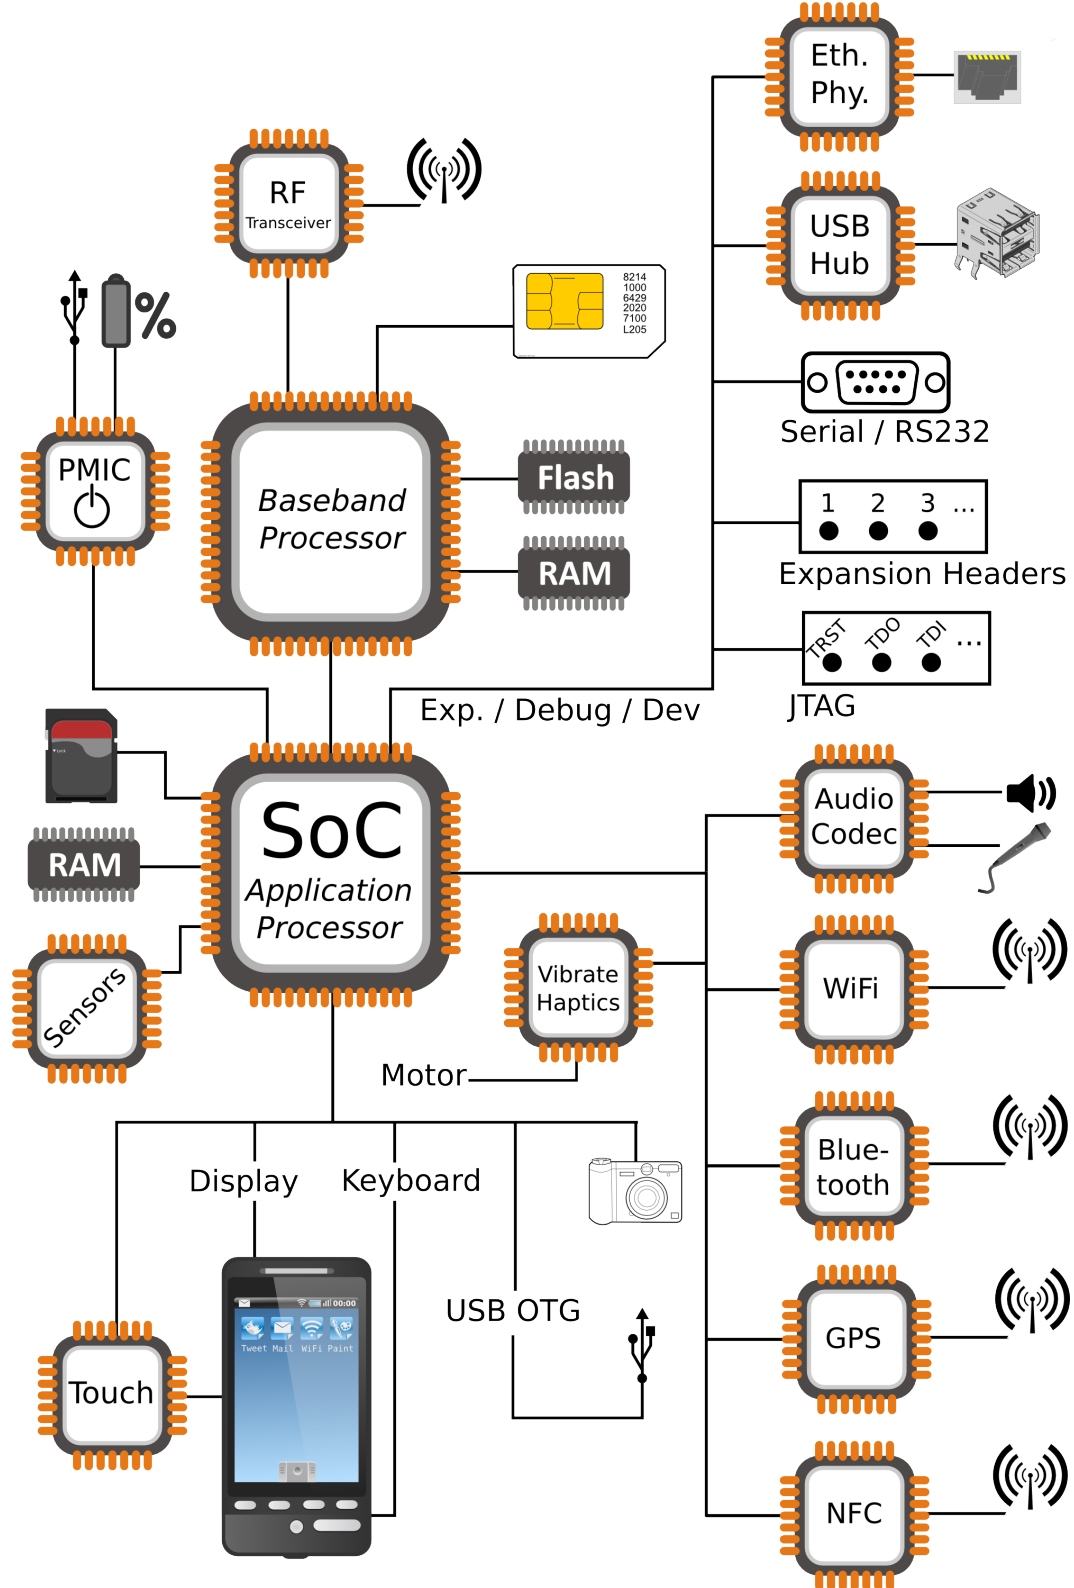 Eth.
Phy.
RF
Transceiver
USB
Hub
%
8214
1000
6429
2020
7100
L205
Serial / RS232
PMIC
Baseband
Processor
Flash
RAM
1 2 3 ...
Expansion Headers
TRST TDO TDI ...
JTAG
Exp. / Debug / Dev
Lock
SoC
Application
Processor
RAM
Sensors
Audio
Codec
Vibrate
Haptics
WiFi
Motor
Blue-
tooth
Display
Keyboard
USB OTG
00:00
Tweet Mail WiFi Paint
GPS
Touch
NFC